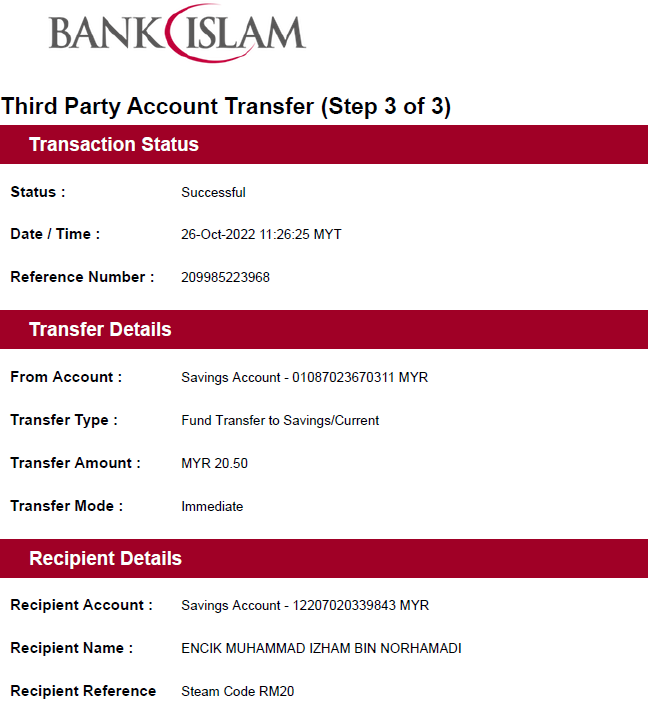 BANK ISLAM
Third Party Account Transfer (Step 3 of 3)
Transaction Status
Status : Successful
Date / Time : 26-Oct-2022 11:26:25 MYT
Reference Number : 209985223968
Transfer Details
From Account : Savings Account - 01087023670311 MYR
Transfer Type : Fund Transfer to Savings/Current
Transfer Amount : MYR 20.50
Transfer Mode : Immediate
Recipient Details
Recipient Account : Savings Account - 12207020339843 MYR
Recipient Name : ENCIK MUHAMMAD IZHAM BIN NORHAMADI
Recipient Reference Steam Code RM20